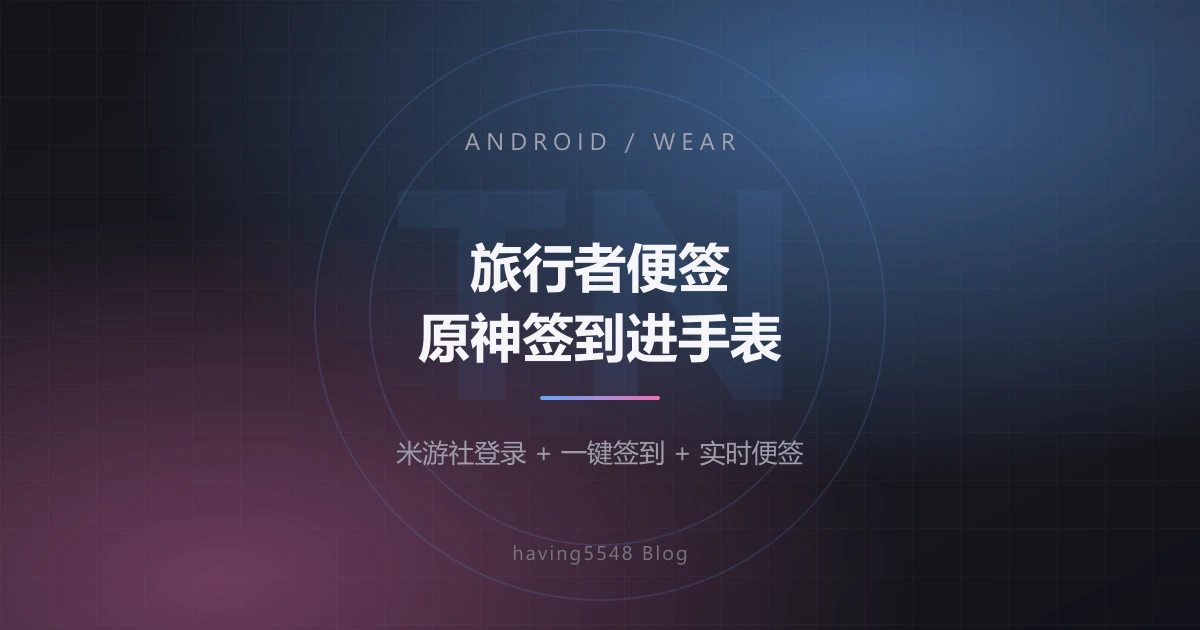 ANDROID / WEAR
TN
旅行者便签
原神签到进手表
米游社登录 + 一键签到 + 实时便签
having5548 Blog